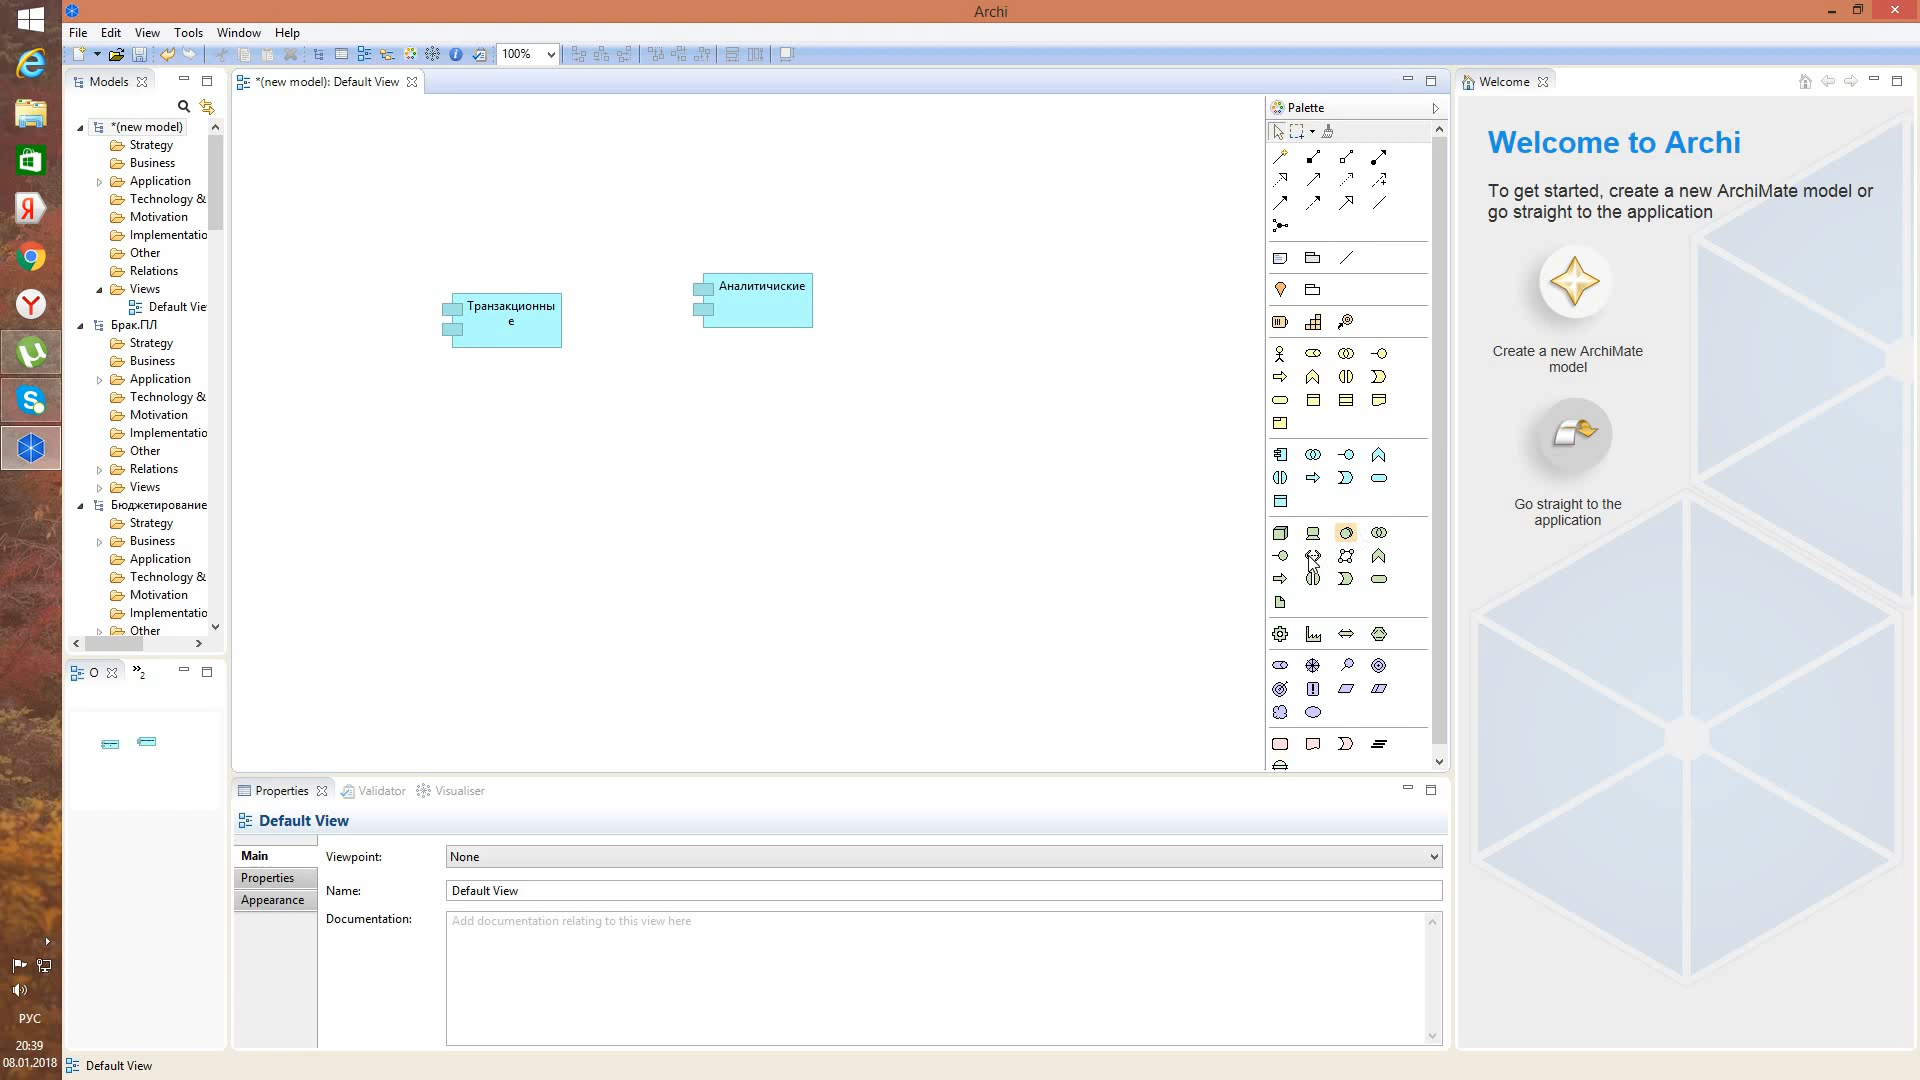 Archi
File Edit View Tools Window Help
100%
Models
*(new model)
Strategy
Business
Application
Technology &
Motivation
Implementatio
Other
Relations
Views
Default Vie
Брак.ПЛ
Strategy
Business
Application
Technology &
Motivation
Implementatio
Other
Relations
Views
Бюджетирование
Strategy
Business
Application
Technology &
Motivation
Implementatio
Other
O
2
*(new model): Default View
Транзакционны
е
Аналитичиские
Palette
Properties Validator Visualiser
Default View
Main
Properties
Appearance
Viewpoint: None
Name: Default View
Documentation: Add documentation relating to this view here
Welcome
Welcome to Archi
To get started, create a new ArchiMate model or
go straight to the application
Create a new ArchiMate
model
Go straight to the
application
РУС
20:39
08.01.2018
Default View